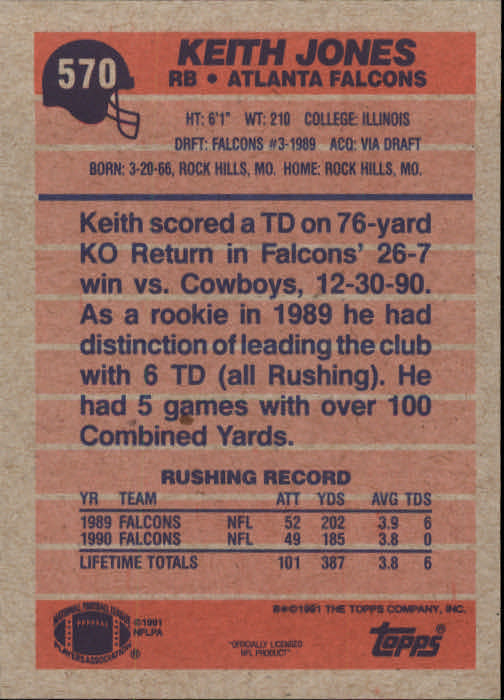 570
KEITH JONES
RB • ATLANTA FALCONS
HT: 6'1" WT: 210 COLLEGE: ILLINOIS
DRFT: FALCONS #3-1989 ACQ: VIA DRAFT
BORN: 3-20-66, ROCK HILLS, MO. HOME: ROCK HILLS, MO.
Keith scored a TD on 76-yard
KO Return in Falcons' 26-7
win vs. Cowboys, 12-30-90.
As a rookie in 1989 he had
distinction of leading the club
with 6 TD (all Rushing). He
had 5 games with over 100
Combined Yards.
RUSHING RECORD
YR TEAM ATT YDS AVG TDS
1989 FALCONS NFL 52 202 3.9 6
1990 FALCONS NFL 49 185 3.8 0
LIFETIME TOTALS 101 387 3.8 6
NATIONAL FOOTBALL LEAGUE
PLAYERS ASSOCIATION
®
©1991
NFLPA
"OFFICIALLY LICENSED
NFL PRODUCT"
©1991 THE TOPPS COMPANY, INC.
topps